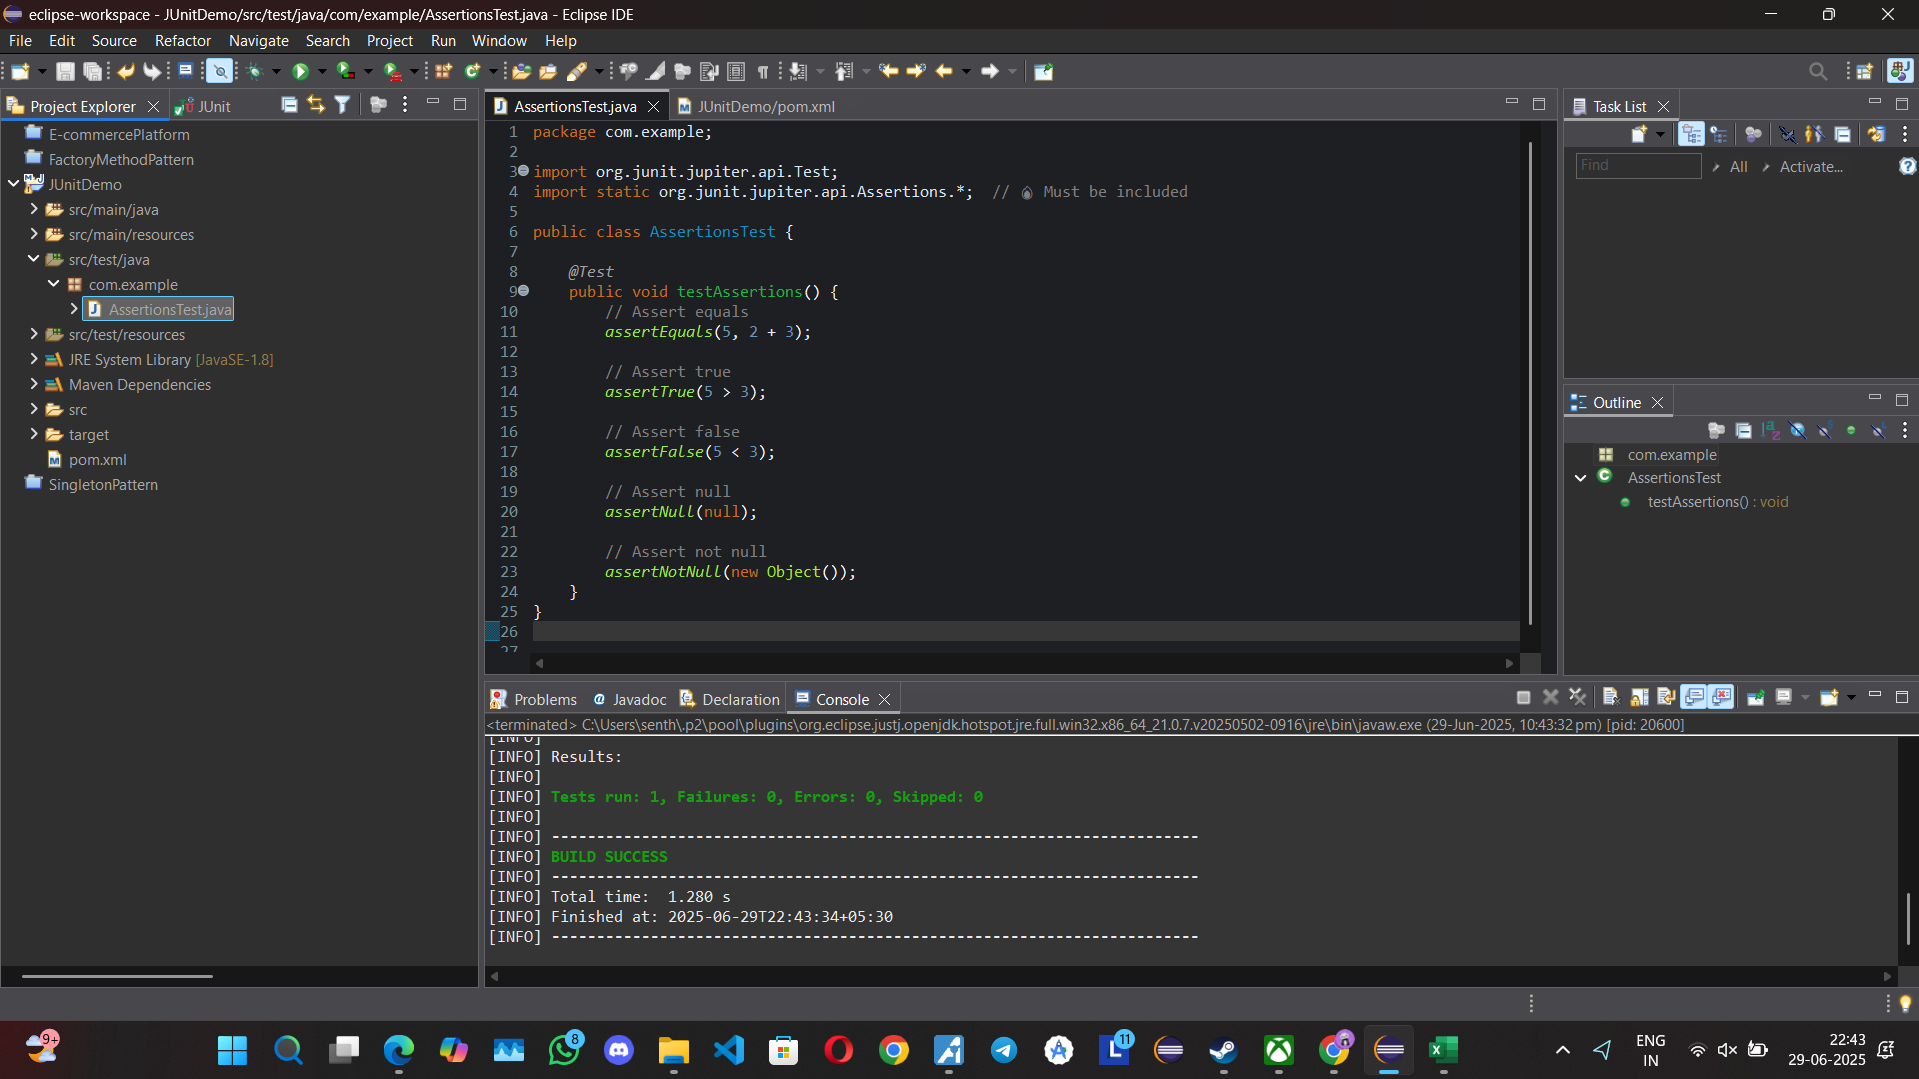 eclipse-workspace - JUnitDemo/src/test/java/com/example/AssertionsTest.java - Eclipse IDE
File Edit Source Refactor Navigate Search Project Run Window Help
Project Explorer
JUnit
E-commercePlatform
FactoryMethodPattern
JUnitDemo
src/main/java
src/main/resources
src/test/java
com.example
AssertionsTest.java
src/test/resources
JRE System Library [JavaSE-1.8]
Maven Dependencies
src
target
pom.xml
SingletonPattern
AssertionsTest.java
JUnitDemo/pom.xml
1 package com.example;
2
3 import org.junit.jupiter.api.Test;
4 import static org.junit.jupiter.api.Assertions.*;  // 🔥 Must be included
5
6 public class AssertionsTest {
7
8     @Test
9     public void testAssertions() {
10         // Assert equals
11         assertEquals(5, 2 + 3);
12
13         // Assert true
14         assertTrue(5 > 3);
15
16         // Assert false
17         assertFalse(5 < 3);
18
19         // Assert null
20         assertNull(null);
21
22         // Assert not null
23         assertNotNull(new Object());
24     }
25 }
26
27
Task List
Find
All
Activate...
Outline
com.example
AssertionsTest
testAssertions() : void
Problems
@ Javadoc
Declaration
Console
<terminated> C:\Users\senth\.p2\pool\plugins\org.eclipse.justj.openjdk.hotspot.jre.full.win32.x86_64_21.0.7.v20250502-0916\jre\bin\javaw.exe (29-Jun-2025, 10:43:32 pm) [pid: 20600]
[INFO]
[INFO] Results:
[INFO]
[INFO] Tests run: 1, Failures: 0, Errors: 0, Skipped: 0
[INFO]
[INFO] ------------------------------------------------------------------------
[INFO] BUILD SUCCESS
[INFO] ------------------------------------------------------------------------
[INFO] Total time:  1.280 s
[INFO] Finished at: 2025-06-29T22:43:34+05:30
[INFO] ------------------------------------------------------------------------
9+
8
11
ENG
IN
22:43
29-06-2025